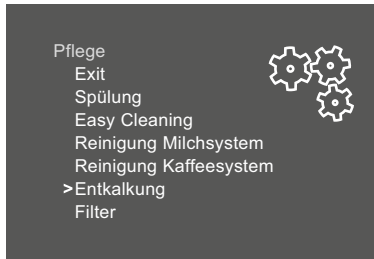 Pflege
Exit
Spülung
Easy Cleaning
Reinigung Milchsystem
Reinigung Kaffeesystem
>Entkalkung
Filter